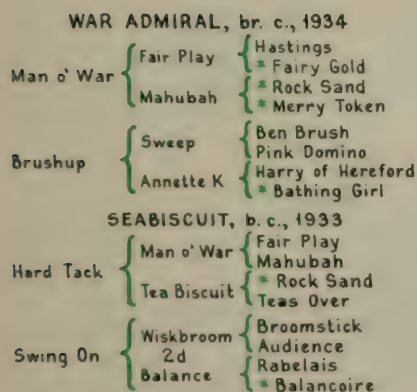 WAR ADMIRAL, br. c., 1934
Man o' War
Fair Play
Hastings
* Fairy Gold
Mahubah
* Rock Sand
* Merry Token
Brushup
Sweep
Ben Brush
Pink Domino
Annette K
Harry of Hereford
* Bathing Girl
SEABISCUIT, b. c., 1933
Hard Tack
Man o' War
Fair Play
Mahubah
Tea Biscuit
* Rock Sand
Teas Over
Swing On
Wiskbroom
2d
Broomstick
Audience
Balance
Rabelais
* Balancoire